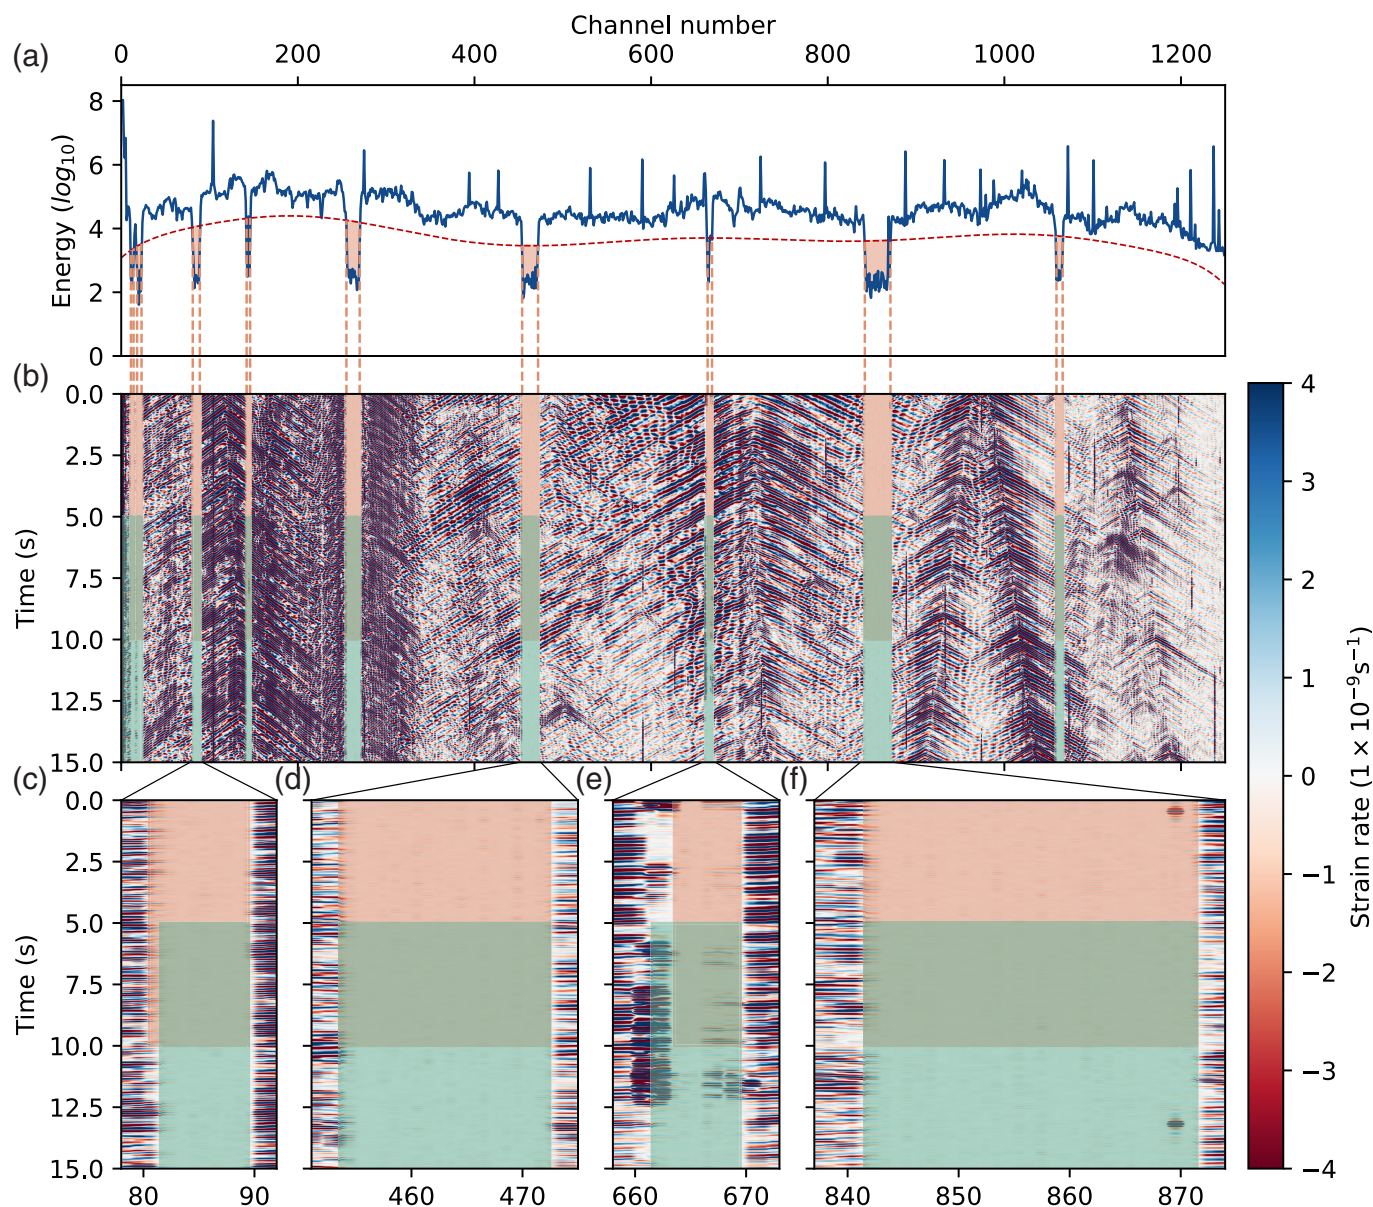 Channel number
(a)
0 200 400 600 800 1000 1200
8
6
4
2
0
Energy (log10)
(b)
0.0
2.5
5.0
7.5
10.0
12.5
15.0
Time (s)
4
3
2
1
0
−1
−2
−3
−4
Strain rate (1 × 10⁻⁹s⁻¹)
(c) (d) (e) (f)
0.0
2.5
5.0
7.5
10.0
12.5
15.0
Time (s)
80 90 460 470 660 670 840 850 860 870